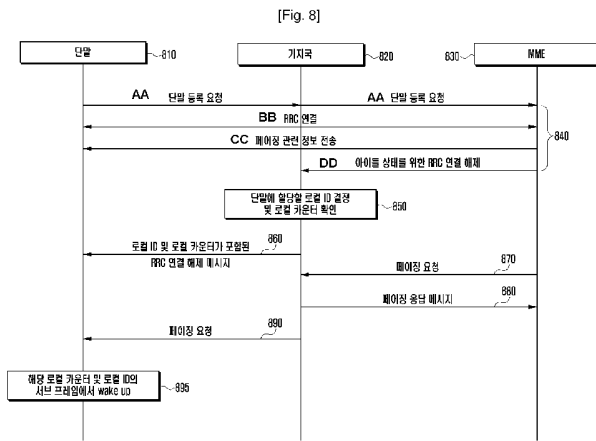 [Fig. 8]
단말
810
기지국
820
830
MME
AA 단말 등록 요청
AA 단말 등록 요청
BB RRC 연결
CC 페이징 관련 정보 전송
840
DD 아이들 상태를 위한 RRC 연결 해제
단말에 할당할 로컬 ID 결정
및 로컬 카운터 확인
850
로컬 ID 및 로컬 카운터가 포함된
860
RRC 연결 해제 메시지
870
페이징 요청
페이징 응답 메시지
880
페이징 요청
890
해당 로컬 카운터 및 로컬 ID의
서브 프레임에서 wake up
895